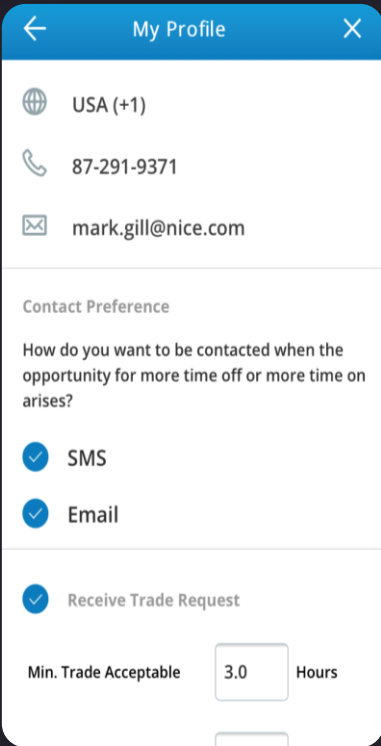 My Profile
USA (+1)
87-291-9371
mark.gill@nice.com
Contact Preference
How do you want to be contacted when the
opportunity for more time off or more time on
arises?
SMS
Email
Receive Trade Request
Min. Trade Acceptable 3.0 Hours